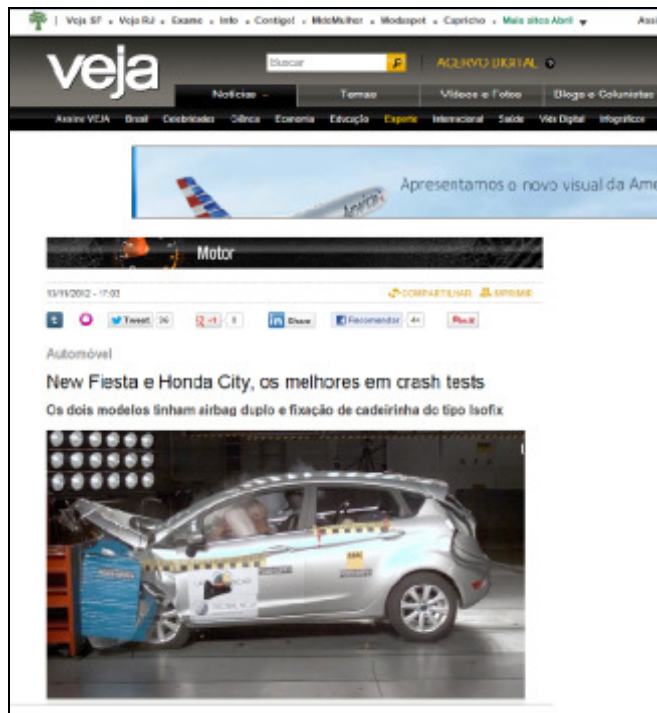 Veja SP • Veja RJ • Exame • Info • Contigo! • MdeMulher • Modaspot • Capricho • Mais sites Abril
veja
Buscar
ACERVO DIGITAL
Notícias Temas Vídeos e Fotos Blogs e Colunistas
Assine VEJA Brasil Celebridades Ciência Economia Educação Esporte Internacional Saúde Vida Digital Infográficos
Apresentamos o novo visual da Ame
American
Motor
13/11/2012 - 17:03 COMPARTILHAR IMPRIMIR
t Tweet 36 +1 in Share Recomendar Pin it
Automóvel
New Fiesta e Honda City, os melhores em crash tests
Os dois modelos tinham airbag duplo e fixação de cadeirinha do tipo Isofix